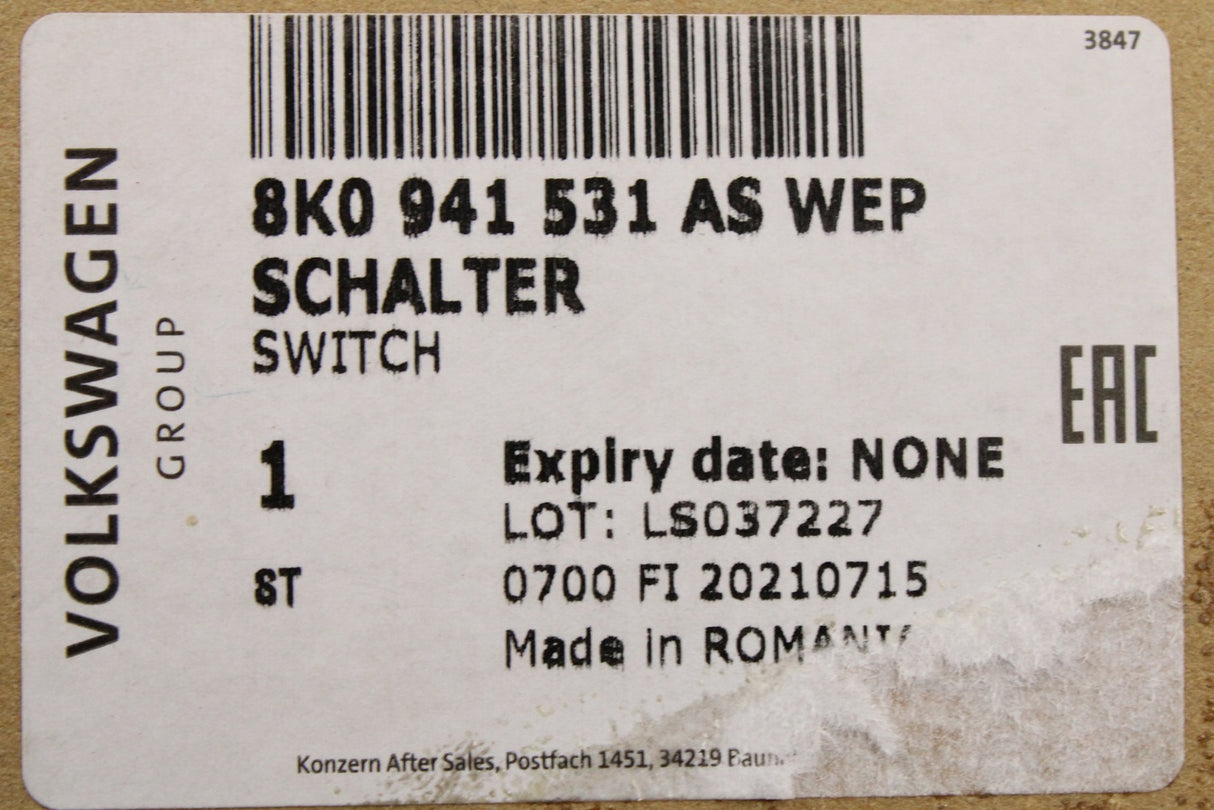 3847
VOLKSWAGEN
GROUP
8K0 941 531 AS WEP
SCHALTER
SWITCH
EAC
1
Expiry date: NONE
LOT: LS037227
ST
0700 FI 20210715
Made in
Konzern After Sales, Postfach 1451, 34219